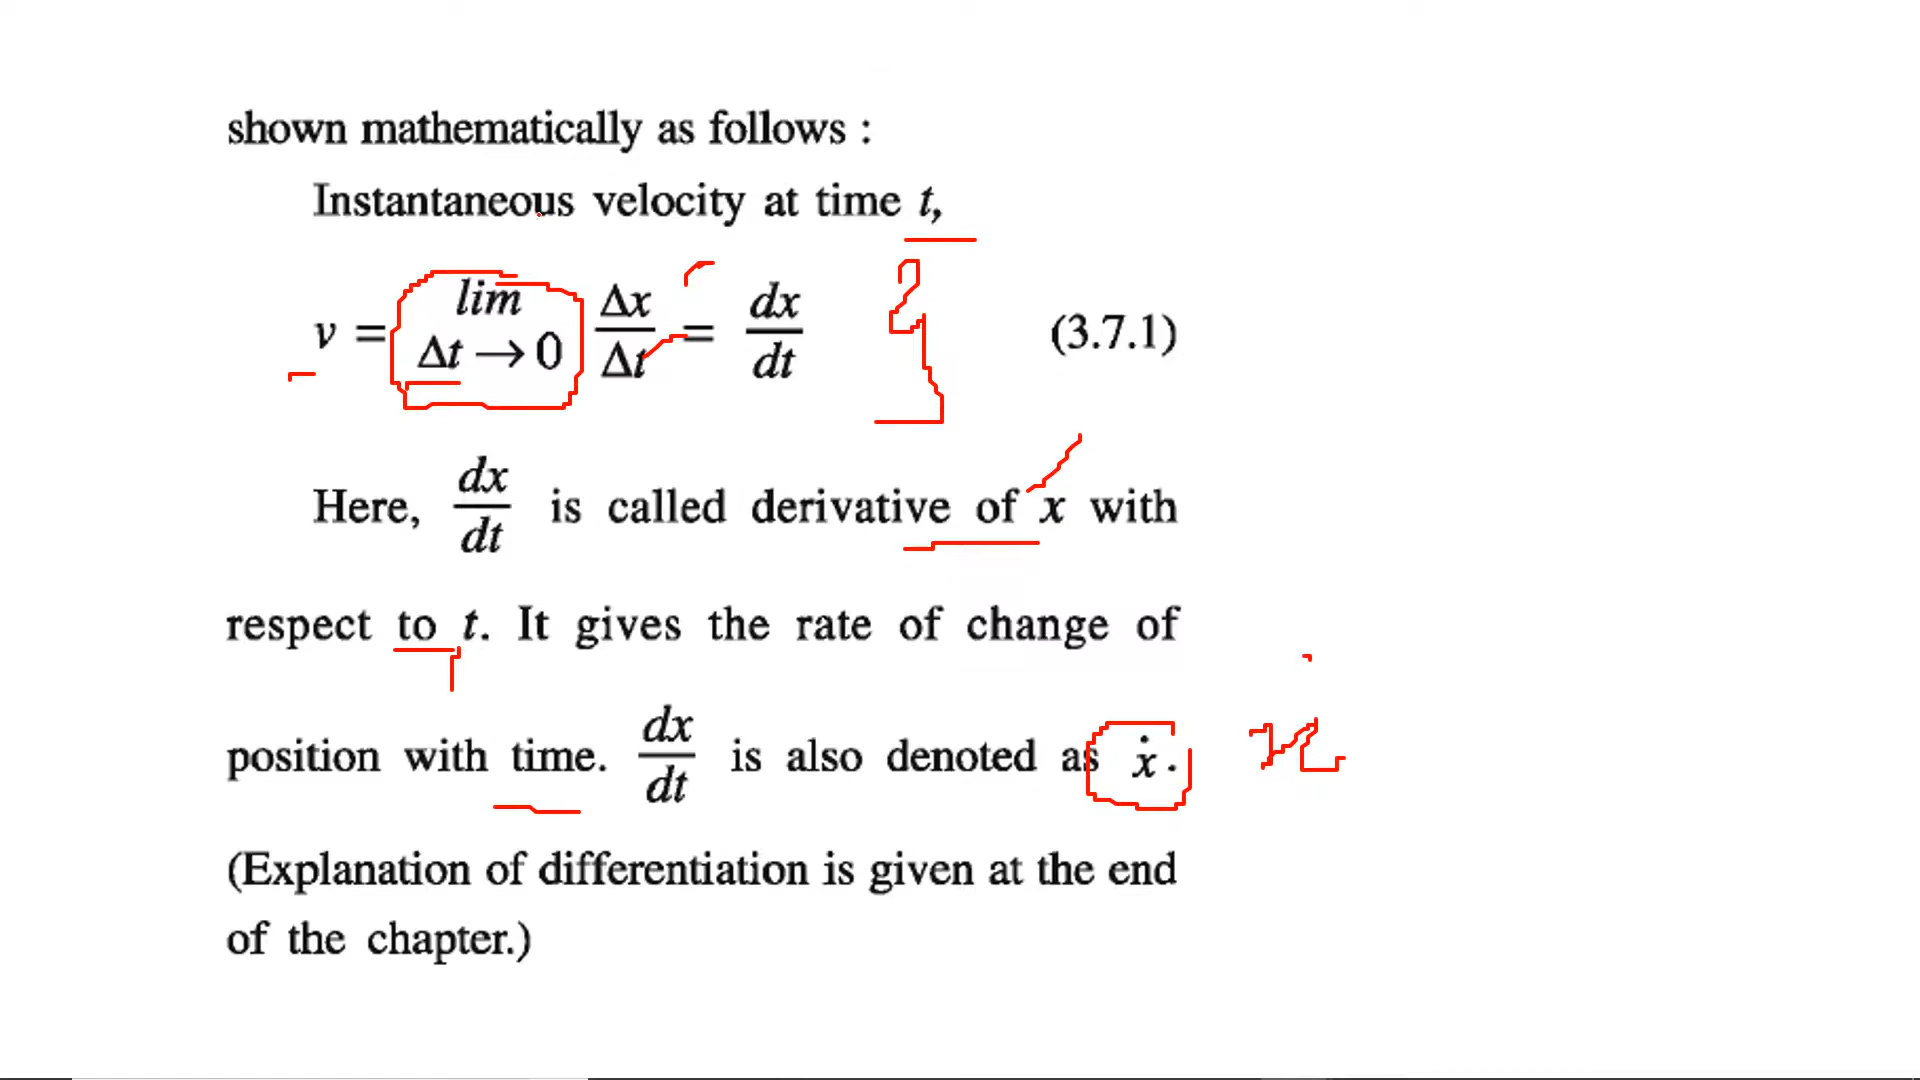 shown mathematically as follows :
Instantaneous velocity at time t,
v = lim Δt → 0 Δx/Δt = dx/dt (3.7.1)
Here, dx/dt is called derivative of x with
respect to t. It gives the rate of change of
position with time. dx/dt is also denoted as ẋ.
(Explanation of differentiation is given at the end
of the chapter.)